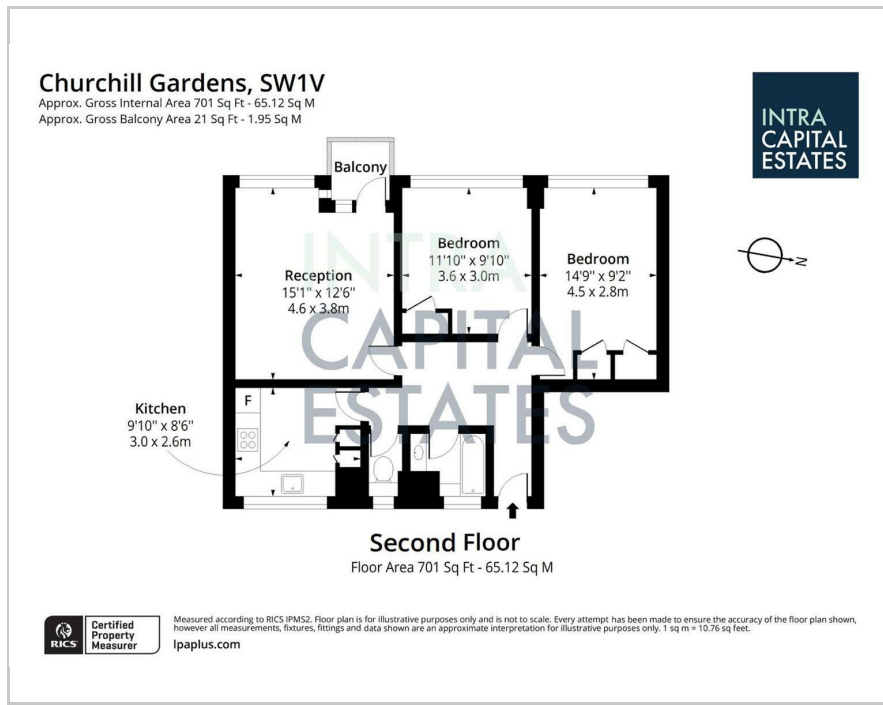 Churchill Gardens, SW1V
Approx. Gross Internal Area 701 Sq Ft - 65.12 Sq M
Approx. Gross Balcony Area 21 Sq Ft - 1.95 Sq M
INTRA
CAPITAL
ESTATES
Balcony
Reception
15'1" x 12'6"
4.6 x 3.8m
Bedroom
11'10" x 9'10"
3.6 x 3.0m
Bedroom
14'9" x 9'2"
4.5 x 2.8m
N
INTRA
CAPITAL
ESTATES
Kitchen
9'10" x 8'6"
3.0 x 2.6m
F
Second Floor
Floor Area 701 Sq Ft - 65.12 Sq M
RICS
Certified
Property
Measurer
Measured according to RICS IPMS2. Floor plan is for illustrative purposes only and is not to scale. Every attempt has been made to ensure the accuracy of the floor plan shown,
however all measurements, fixtures, fittings and data shown are an approximate interpretation for illustrative purposes only. 1 sq m = 10.76 sq feet.
lpaplus.com